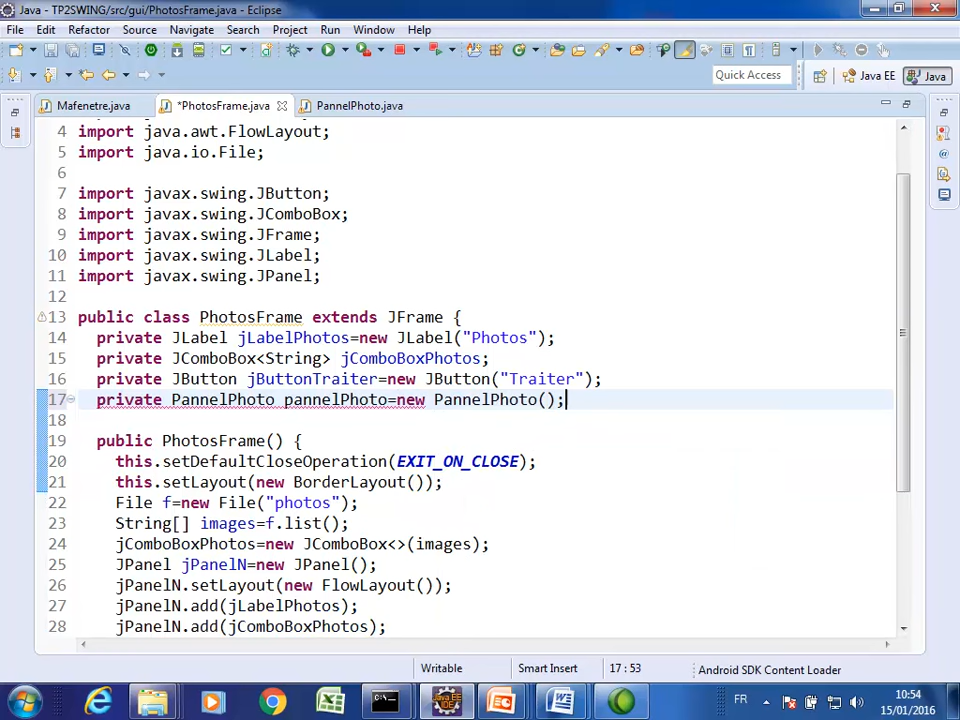 Java - TP2SWING/src/gui/PhotosFrame.java - Eclipse
File Edit Refactor Source Navigate Search Project Run Window Help
Quick Access Java EE Java
Mafenetre.java *PhotosFrame.java PannelPhoto.java
4 import java.awt.FlowLayout;
5 import java.io.File;
6
7 import javax.swing.JButton;
8 import javax.swing.JComboBox;
9 import javax.swing.JFrame;
10 import javax.swing.JLabel;
11 import javax.swing.JPanel;
12
13 public class PhotosFrame extends JFrame {
14 private JLabel jLabelPhotos=new JLabel("Photos");
15 private JComboBox<String> jComboBoxPhotos;
16 private JButton jButtonTraiter=new JButton("Traiter");
17 private PannelPhoto pannelPhoto=new PannelPhoto();
18
19 public PhotosFrame() {
20 this.setDefaultCloseOperation(EXIT_ON_CLOSE);
21 this.setLayout(new BorderLayout());
22 File f=new File("photos");
23 String[] images=f.list();
24 jComboBoxPhotos=new JComboBox<>(images);
25 JPanel jPanelN=new JPanel();
26 jPanelN.setLayout(new FlowLayout());
27 jPanelN.add(jLabelPhotos);
28 jPanelN.add(jComboBoxPhotos);
Writable Smart Insert 17 : 53 Android SDK Content Loader
FR 10:54
15/01/2016